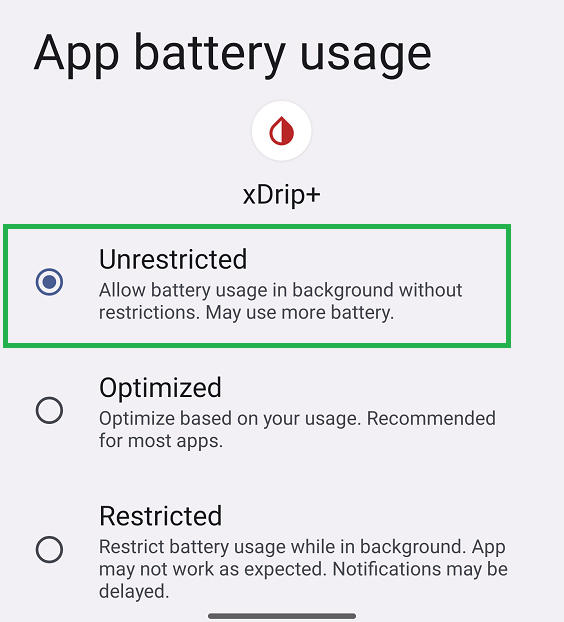 App battery usage
xDrip+
Unrestricted
Allow battery usage in background without
restrictions. May use more battery.
Optimized
Optimize based on your usage. Recommended
for most apps.
Restricted
Restrict battery usage while in background. App
may not work as expected. Notifications may be
delayed.